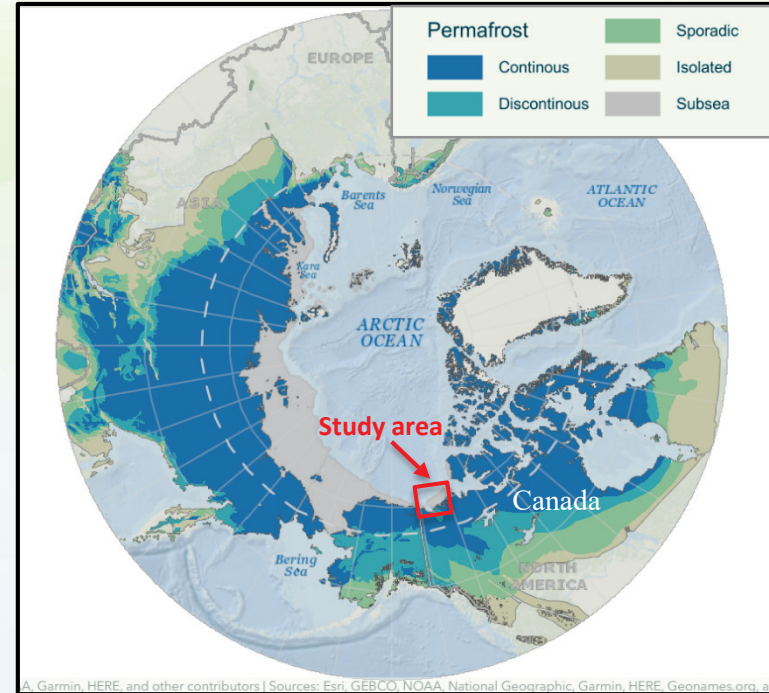 Permafrost
Continous
Discontinous
Sporadic
Isolated
Subsea
EUROPE
ASIA
Barents
Sea
Norwegian
Sea
ATLANTIC
OCEAN
Kara
Sea
ARCTIC
OCEAN
Study area
Canada
Bering
Sea
NORTH
AMERICA
A, Garmin, HERE, and other contributors | Sources: Esri, GEBCO, NOAA, National Geographic, Garmin, HERE, Geonames.org, a